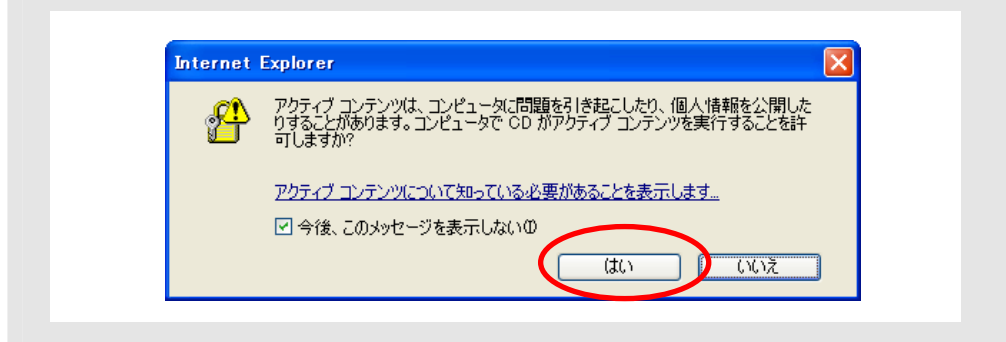 Internet Explorer
アクティブ コンテンツは、コンピュータに問題を引き起こしたり、個人情報を公開した
りすることがあります。コンピュータで CD がアクティブ コンテンツを実行することを許
可しますか?
アクティブ コンテンツについて知っている必要があることを表示します...
今後、このメッセージを表示しない(I)
はい
いいえ